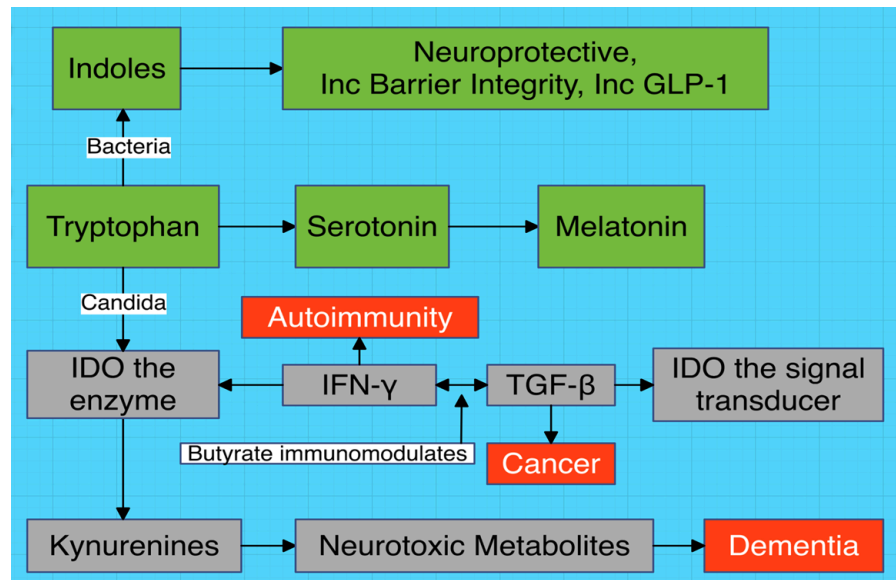 Indoles
Neuroprotective,
Inc Barrier Integrity, Inc GLP-1
Bacteria
Tryptophan
Serotonin
Melatonin
Candida
Autoimmunity
IDO the
enzyme
IFN-γ
TGF-β
IDO the signal
transducer
Butyrate immunomodulates
Cancer
Kynurenines
Neurotoxic Metabolites
Dementia